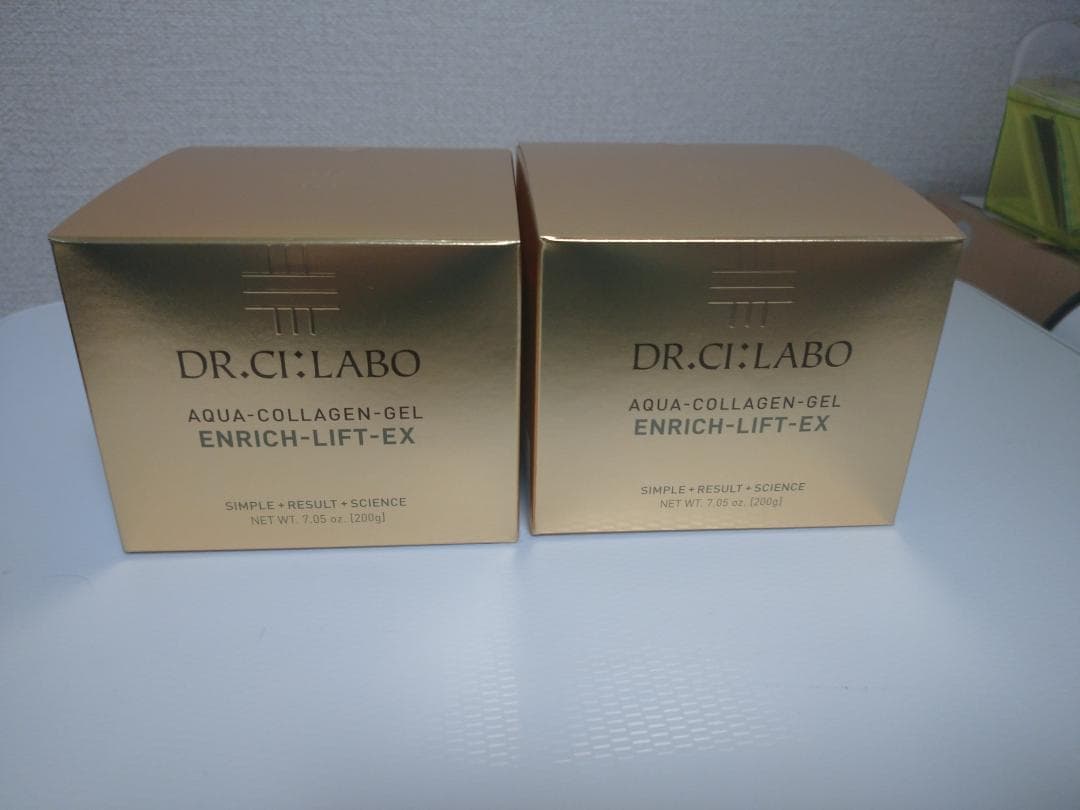 DR.CI:LABO
AQUA-COLLAGEN-GEL
ENRICH-LIFT-EX
SIMPLE+RESULT+SCIENCE
NET WT. 7.05 oz. [200g]
DR.CI:LABO
AQUA-COLLAGEN-GEL
ENRICH-LIFT-EX
SIMPLE+RESULT+SCIENCE
NET WT. 7.05 oz. [200g]